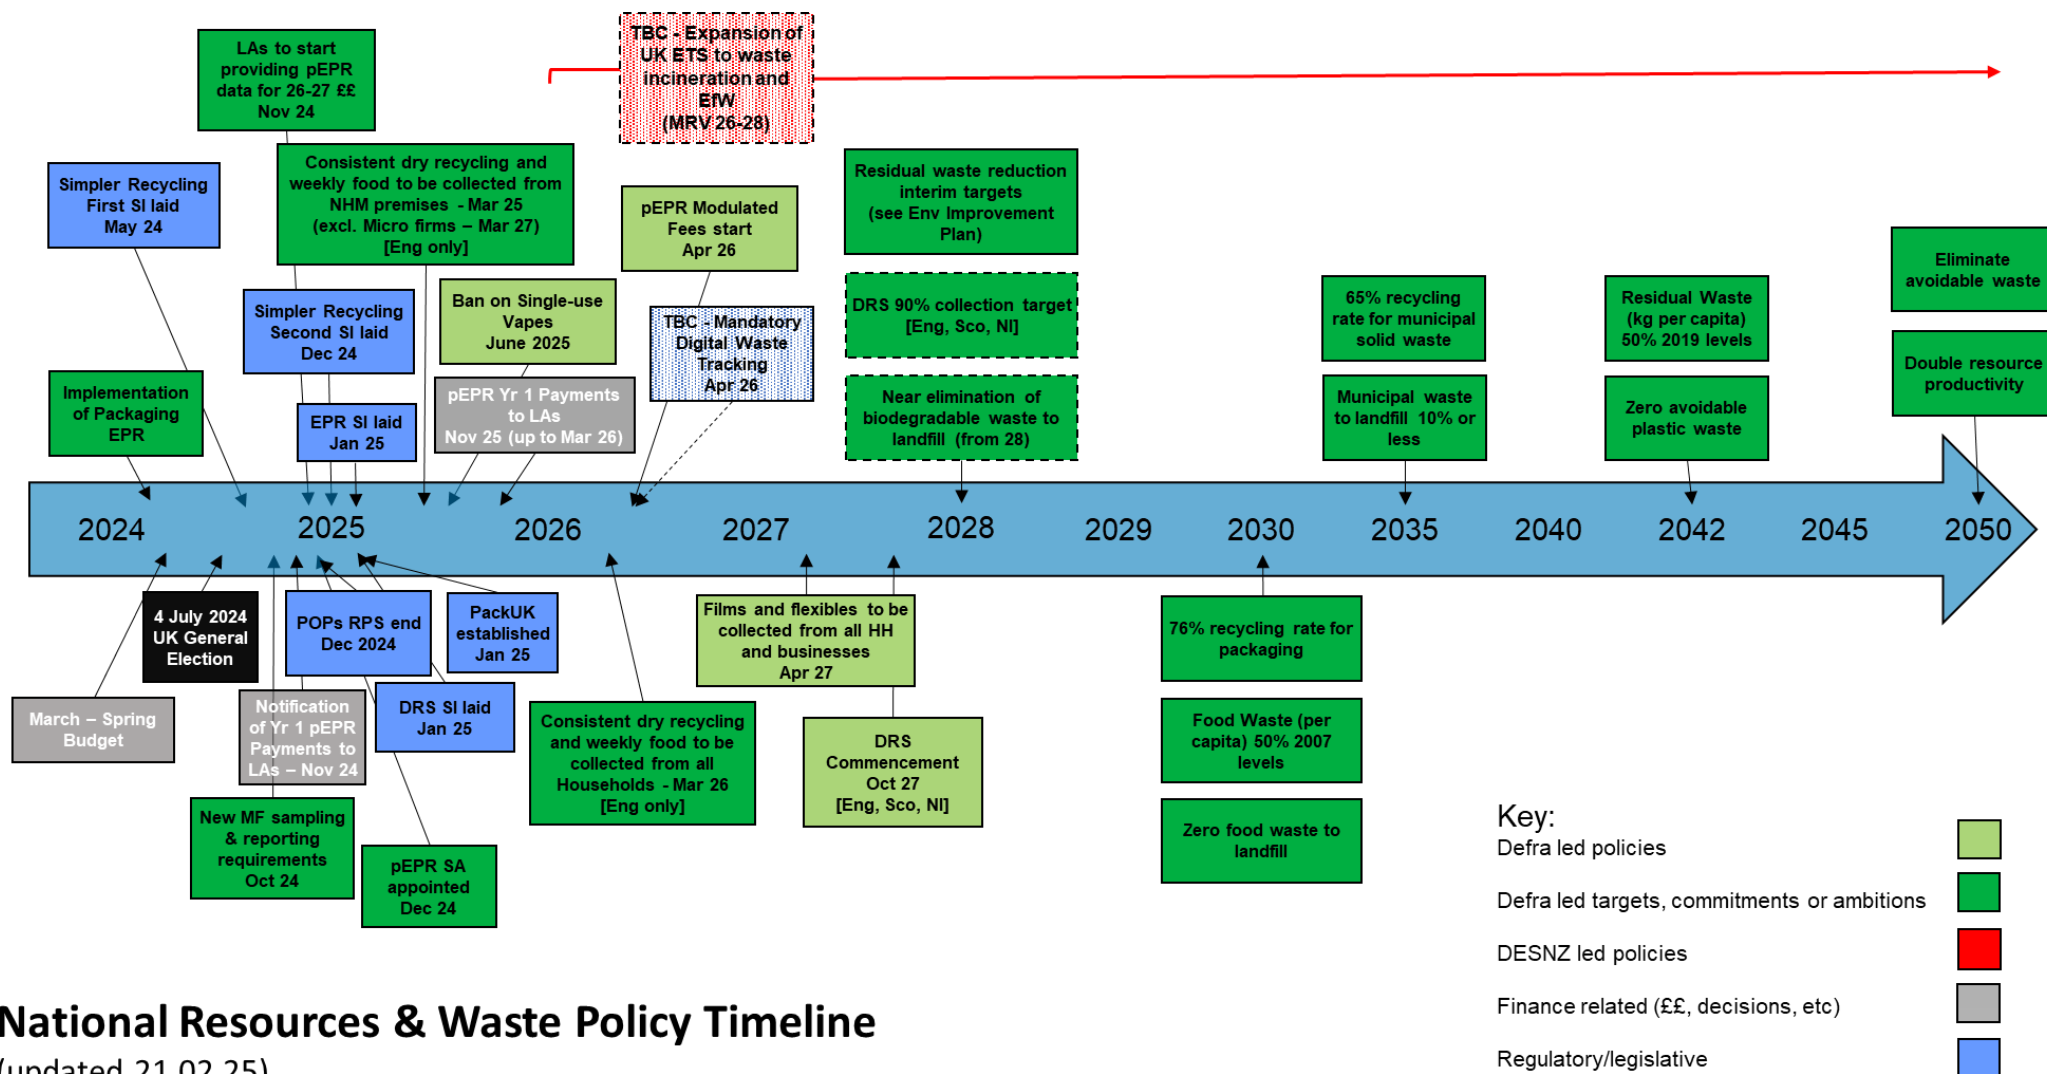 LAs to start
providing pEPR
data for 26-27 ££
Nov 24
TBC - Expansion of
UK ETS to waste
incineration and
EfW
(MRV 26-28)
Simpler Recycling
First SI laid
May 24
Consistent dry recycling and
weekly food to be collected from
NHM premises - Mar 25
(excl. Micro firms – Mar 27)
[Eng only]
pEPR Modulated
Fees start
Apr 26
Residual waste reduction
interim targets
(see Env Improvement
Plan)
Eliminate
avoidable waste
Simpler Recycling
Second SI laid
Dec 24
Ban on Single-use
Vapes
June 2025
TBC - Mandatory
Digital Waste
Tracking
Apr 26
DRS 90% collection target
[Eng, Sco, NI]
65% recycling
rate for municipal
solid waste
Residual Waste
(kg per capita)
50% 2019 levels
Double resource
productivity
Implementation
of Packaging
EPR
EPR SI laid
Jan 25
pEPR Yr 1 Payments
to LAs
Nov 25 (up to Mar 26)
Near elimination of
biodegradable waste to
landfill (from 28)
Municipal waste
to landfill 10% or
less
Zero avoidable
plastic waste
2024
2025
2026
2027
2028
2029
2030
2035
2040
2042
2045
2050
4 July 2024
UK General
Election
POPs RPS end
Dec 2024
PackUK
established
Jan 25
Films and flexibles to be
collected from all HH
and businesses
Apr 27
76% recycling rate for
packaging
March – Spring
Budget
Notification
of Yr 1 pEPR
Payments to
LAs – Nov 24
DRS SI laid
Jan 25
Consistent dry recycling
and weekly food to be
collected from all
Households - Mar 26
[Eng only]
DRS
Commencement
Oct 27
[Eng, Sco, NI]
Food Waste (per
capita) 50% 2007
levels
New MF sampling
& reporting
requirements
Oct 24
pEPR SA
appointed
Dec 24
Zero food waste to
landfill
Key:
Defra led policies
Defra led targets, commitments or ambitions
DESNZ led policies
Finance related (££, decisions, etc)
Regulatory/legislative
National Resources & Waste Policy Timeline
(updated 21.02.25)